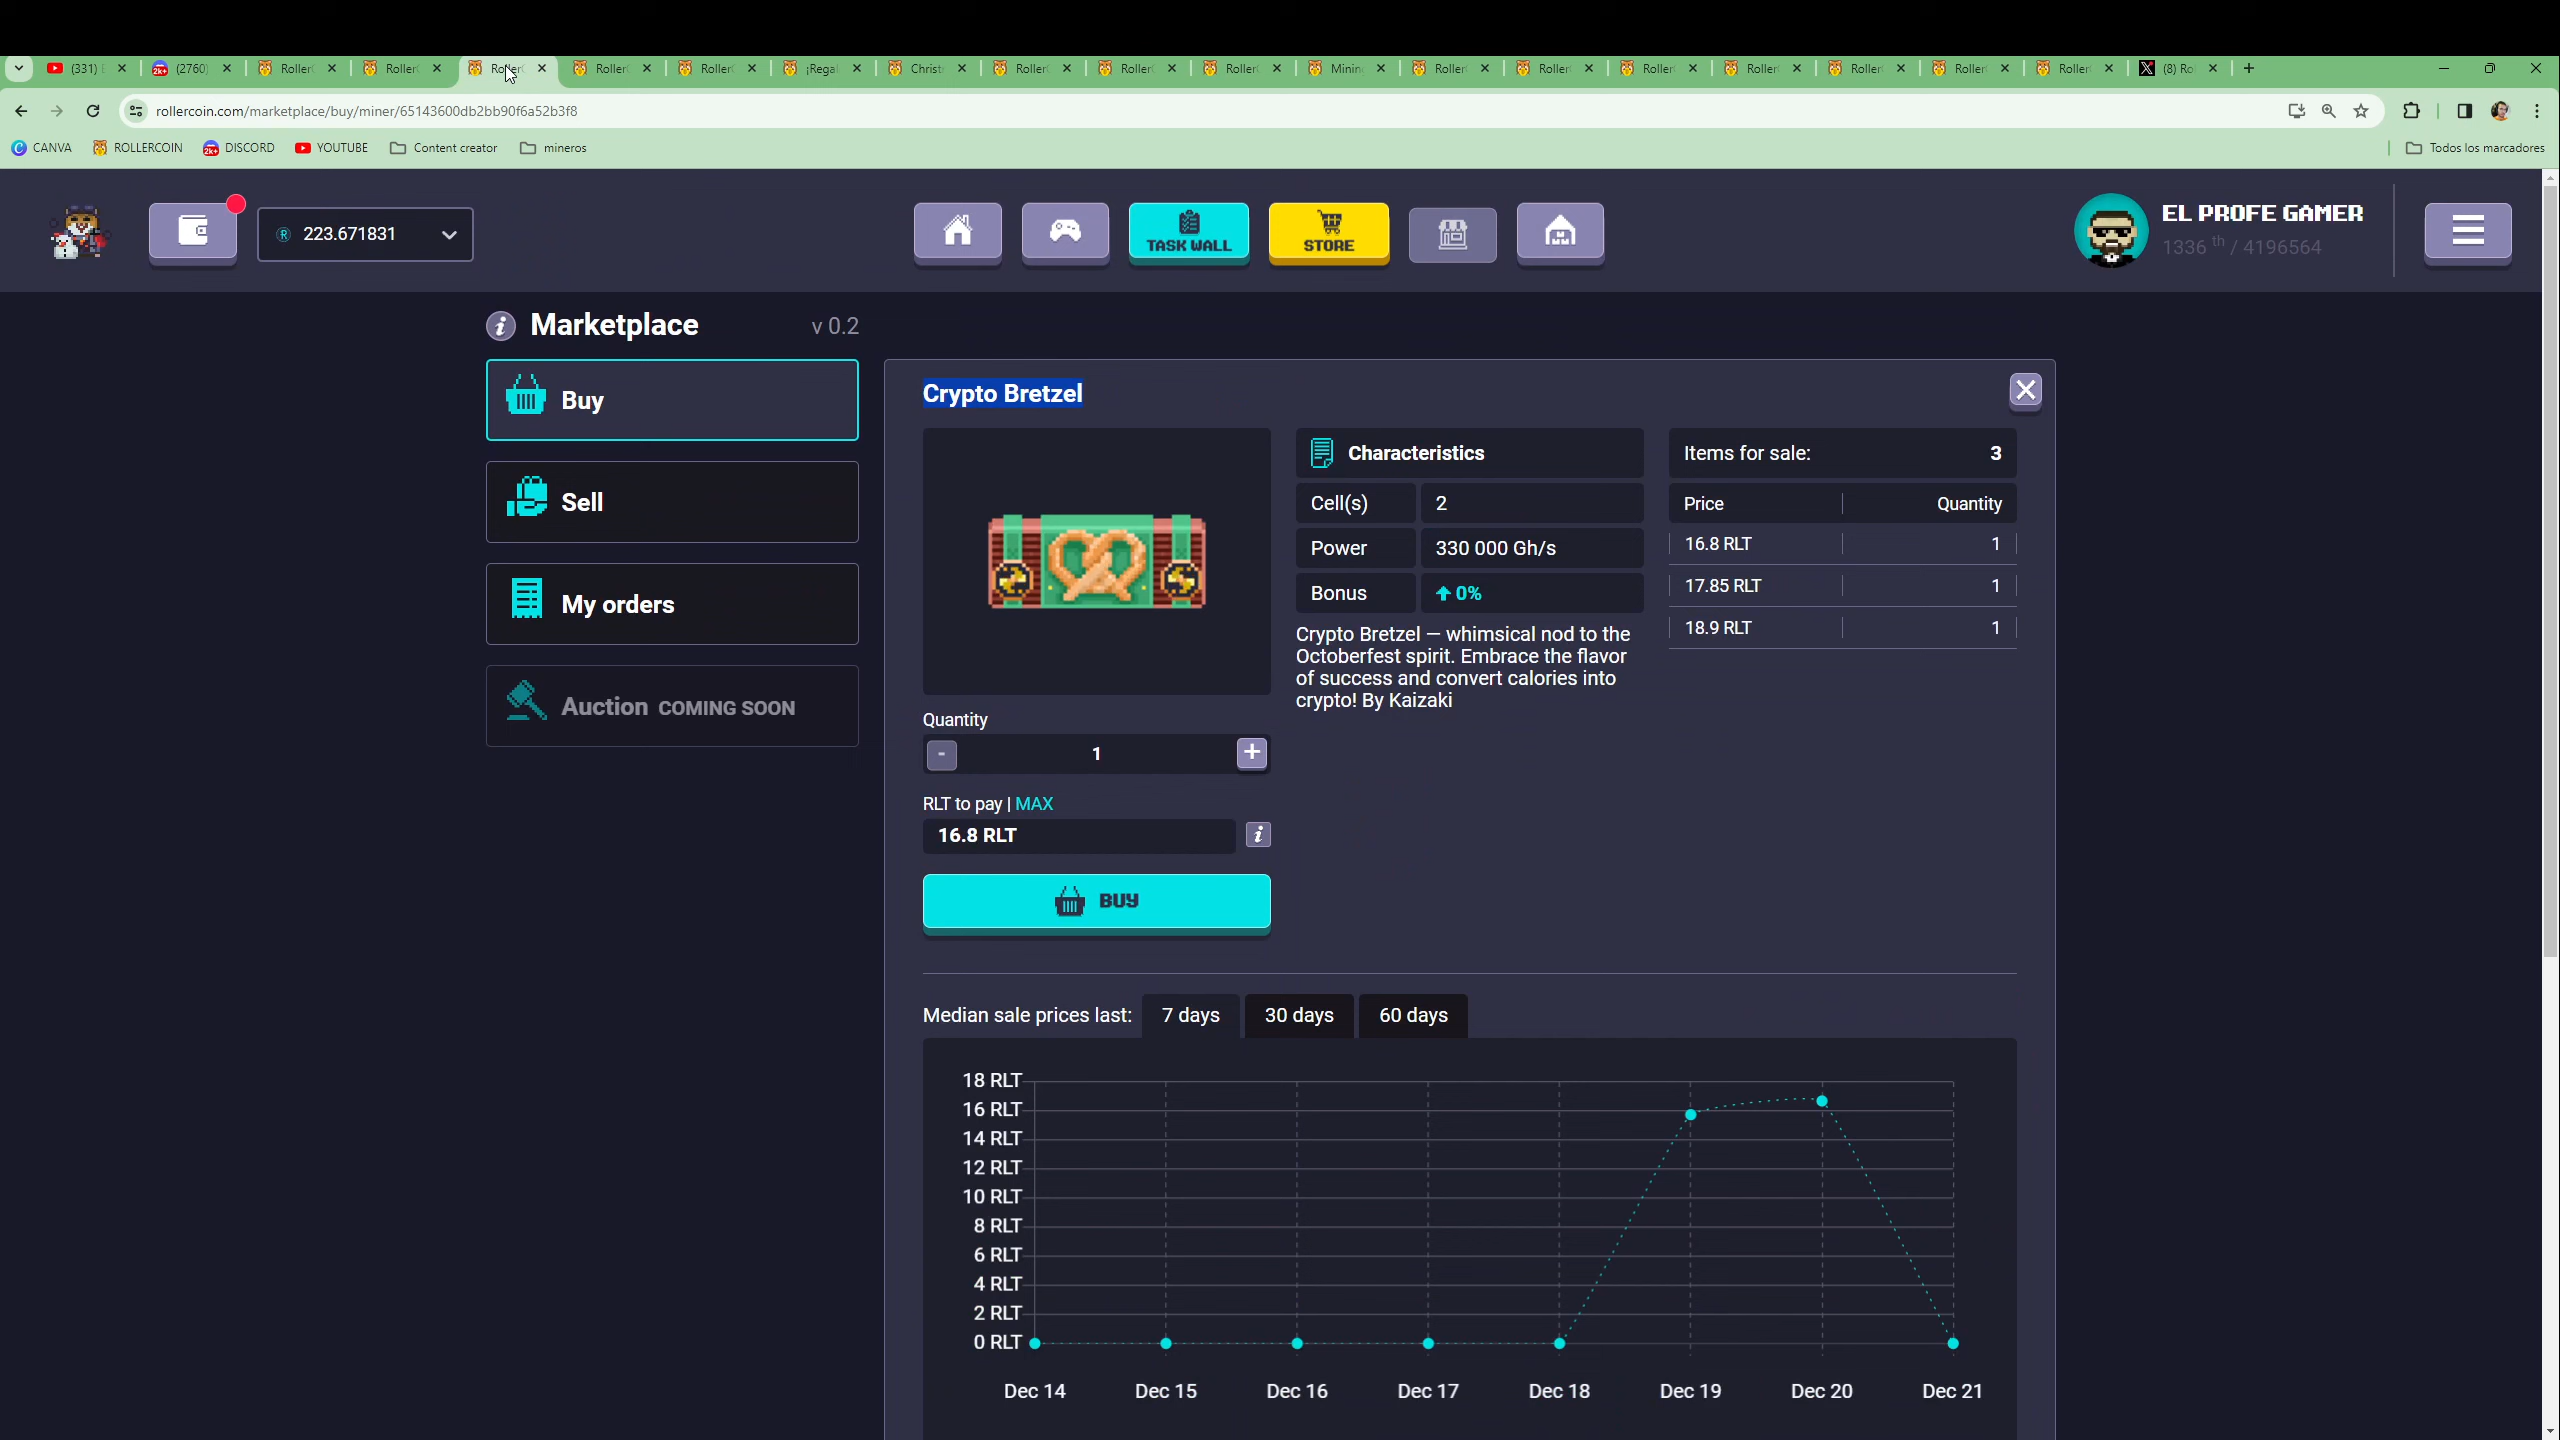 (331) E
(2760)
Roller
Roller
Roller
Roller
Roller
¡Rega
Christ
Roller
Roller
Roller
Minin
Roller
Roller
Roller
Roller
Roller
Roller
Roller
(8) Ro
rollercoin.com/marketplace/buy/miner/65143600db2bb90f6a52b3f8
CANVA
ROLLERCOIN
DISCORD
YOUTUBE
Content creator
mineros
Todos los marcadores
223.671831
TASK WALL
STORE
EL PROFE GAMER
1336 th / 4196564
Marketplace
v 0.2
Buy
Sell
My orders
Auction COMING SOON
Crypto Bretzel
Characteristics
Cell(s) 2
Power 330 000 Gh/s
Bonus 0%
Crypto Bretzel — whimsical nod to the
Octoberfest spirit. Embrace the flavor
of success and convert calories into
crypto! By Kaizaki
Items for sale: 3
Price Quantity
16.8 RLT 1
17.85 RLT 1
18.9 RLT 1
Quantity
- 1 +
RLT to pay | MAX
16.8 RLT
BUY
Median sale prices last: 7 days 30 days 60 days
18 RLT
16 RLT
14 RLT
12 RLT
10 RLT
8 RLT
6 RLT
4 RLT
2 RLT
0 RLT
Dec 14 Dec 15 Dec 16 Dec 17 Dec 18 Dec 19 Dec 20 Dec 21